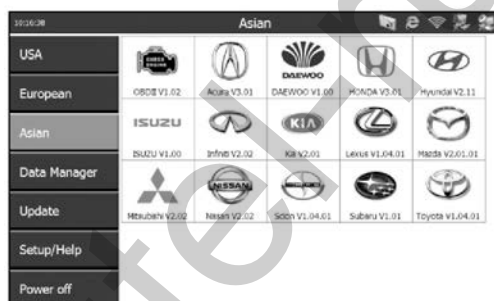 10:16:38
Asian
USA
European
Asian
Data Manager
Update
Setup/Help
Power off
CHECK ENGINE
OBDII V1.02
Acura V3.01
DAEWOO
DAEWOO V1.00
HONDA V3.01
Hyundai V2.11
ISUZU
ISUZU V1.00
Infiniti V2.02
KIA
Kai V2.01
Lexus V1.04.01
Mazda V2.01.01
Mitsubishi V2.02
NISSAN
Nissan V2.02
Scion V1.04.01
Subaru V1.01
Toyota V1.04.01